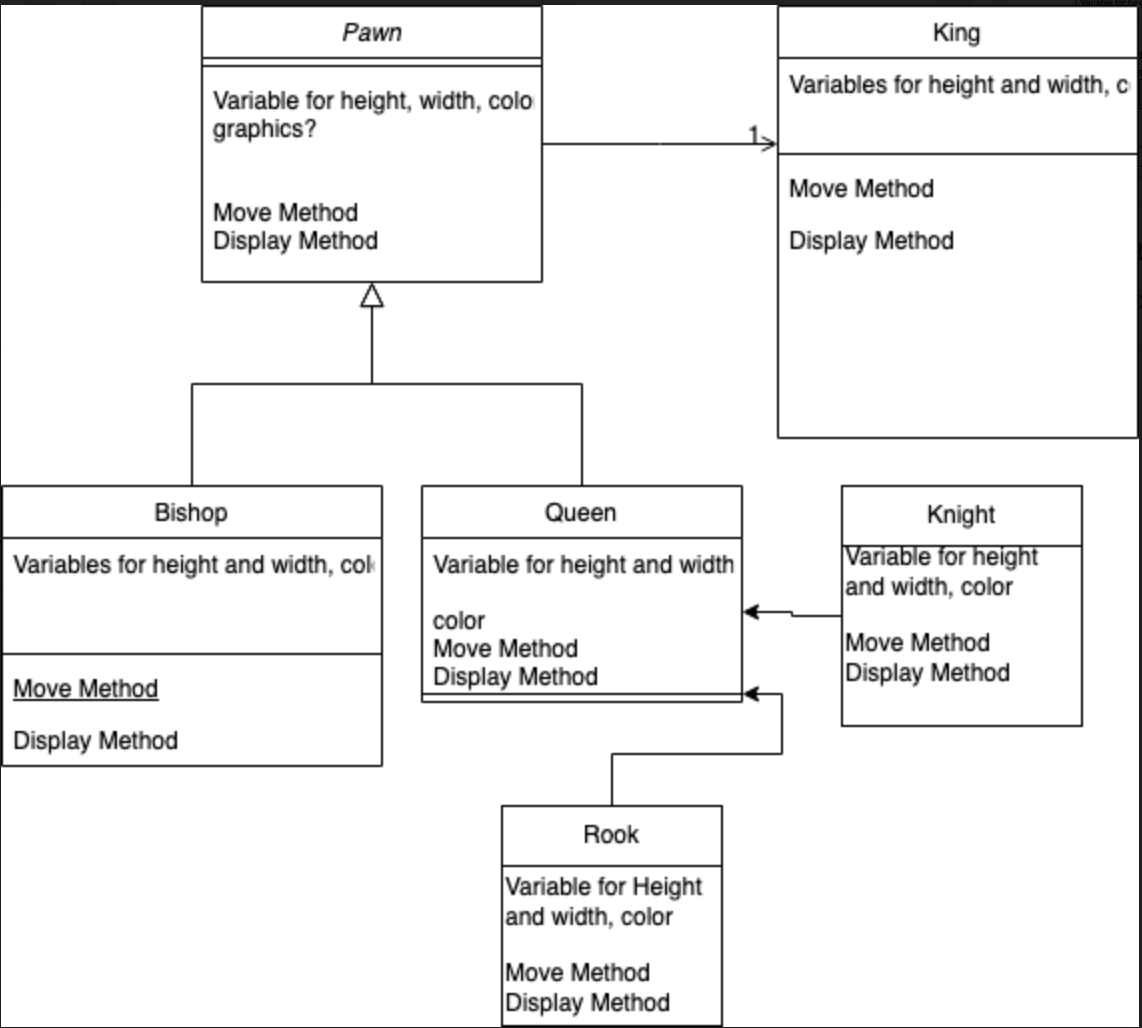 Pawn
Variable for height, width, colo
graphics?
Move Method
Display Method
1
King
Variables for height and width, c
Move Method
Display Method
Bishop
Variables for height and width, col
Move Method
Display Method
Queen
Variable for height and width
color
Move Method
Display Method
Knight
Variable for height
and width, color
Move Method
Display Method
Rook
Variable for Height
and width, color
Move Method
Display Method